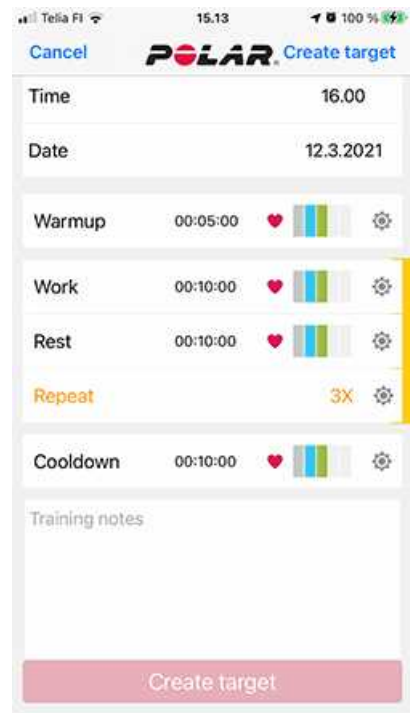 Telia FI 15.13 100 %
Cancel POLAR Create target
Time 16.00
Date 12.3.2021
Warmup 00:05:00
Work 00:10:00
Rest 00:10:00
Repeat 3X
Cooldown 00:10:00
Training notes
Create target